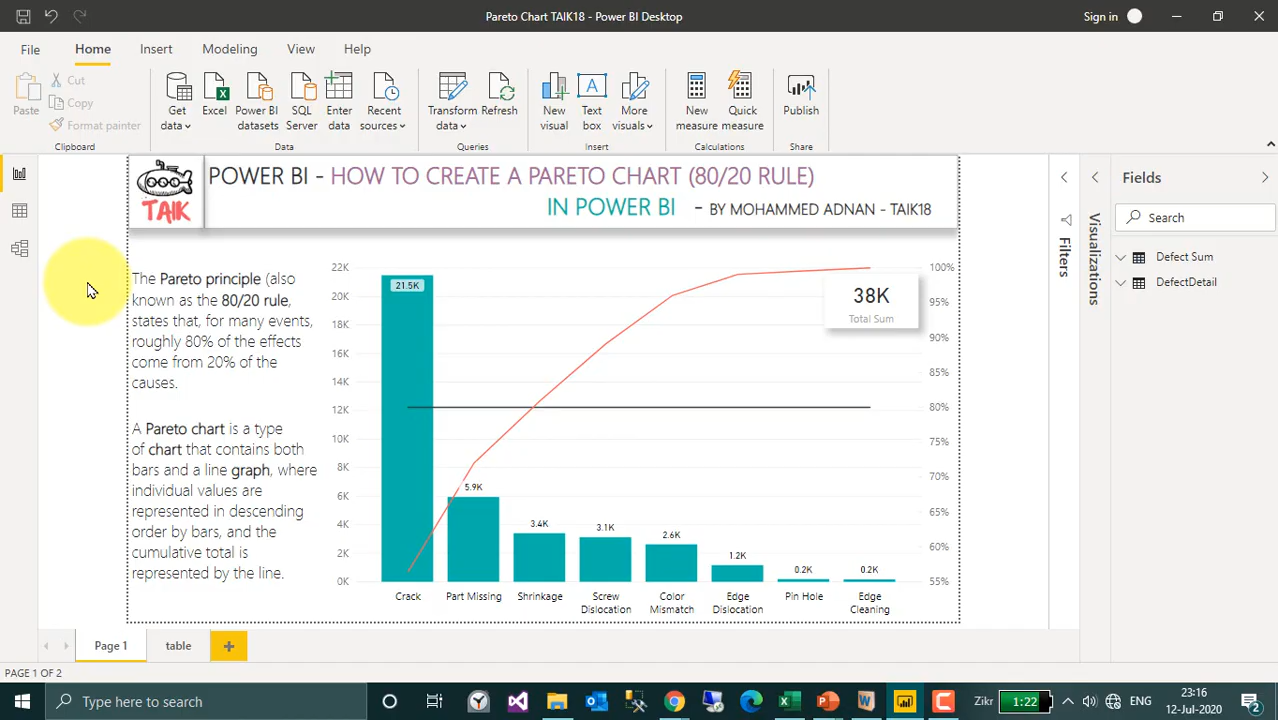 Pareto Chart TAIK18 - Power BI Desktop
Sign in
File Home Insert Modeling View Help
Paste
Cut
Copy
Format painter
Clipboard
Get data
Excel
Power BI datasets
SQL Server
Enter data
Recent sources
Data
Transform data
Refresh
Queries
New visual
Text box
More visuals
Insert
New measure
Quick measure
Calculations
Publish
Share
TAIK
POWER BI - HOW TO CREATE A PARETO CHART (80/20 RULE)
IN POWER BI - BY MOHAMMED ADNAN - TAIK18
The Pareto principle (also
known as the 80/20 rule,
states that, for many events,
roughly 80% of the effects
come from 20% of the
causes.
A Pareto chart is a type
of chart that contains both
bars and a line graph, where
individual values are
represented in descending
order by bars, and the
cumulative total is
represented by the line.
22K
20K
18K
16K
14K
12K
10K
8K
6K
4K
2K
0K
21.5K
5.9K
3.4K
3.1K
2.6K
1.2K
0.2K
0.2K
38K
Total Sum
100%
95%
90%
85%
80%
75%
70%
65%
60%
55%
Crack
Part Missing
Shrinkage
Screw
Dislocation
Color
Mismatch
Edge
Dislocation
Pin Hole
Edge
Cleaning
Filters
Visualizations
Fields
Search
Defect Sum
DefectDetail
Page 1
table
PAGE 1 OF 2
Type here to search
Zikr
1:22
ENG
23:16
12-Jul-2020
2